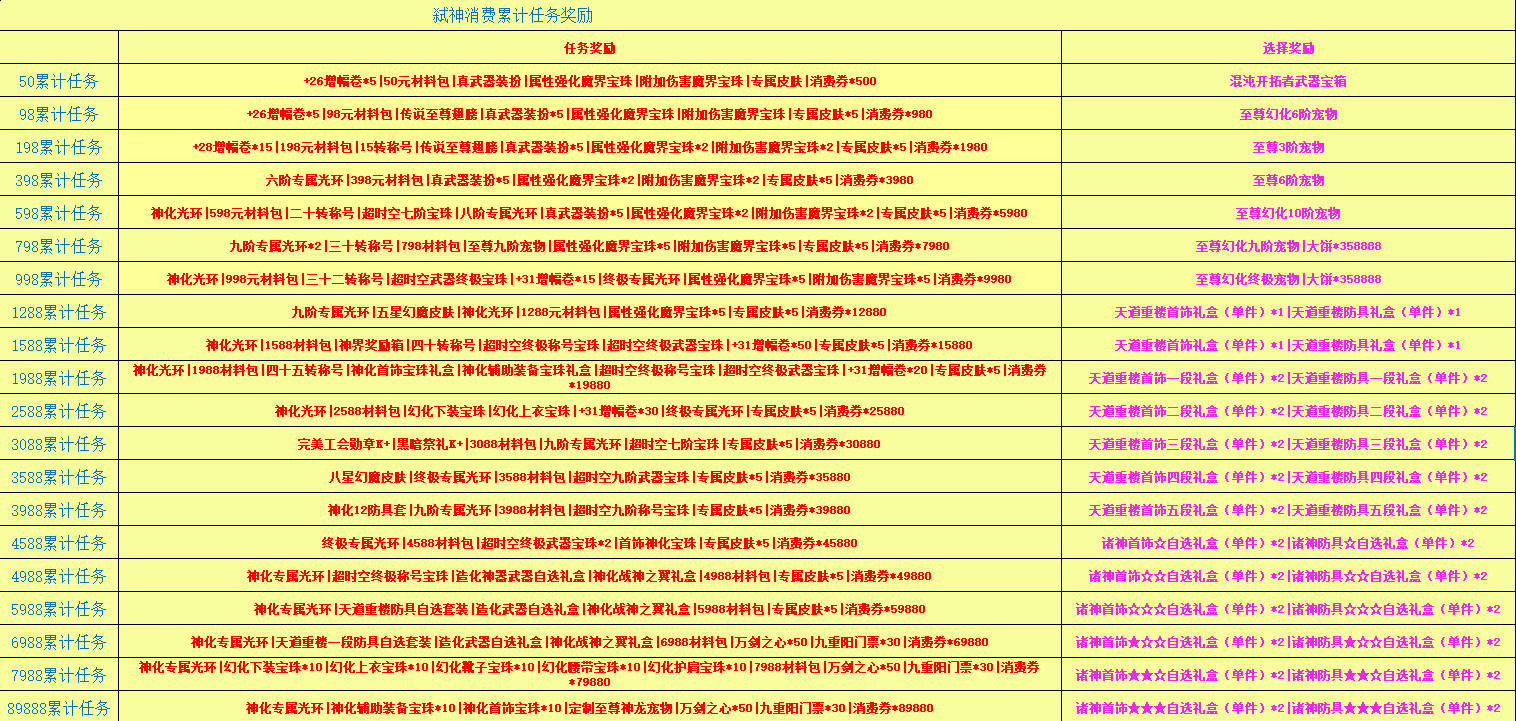 弑神消费累计任务奖励
任务奖励 选择奖励
50累计任务 +26增幅卷*5|50元材料包|真武器装扮|属性强化魔界宝珠|附加伤害魔界宝珠|专属皮肤|消费券*500 混沌开拓者武器宝箱
98累计任务 +26增幅卷*5|98元材料包|传说至尊翅膀|真武器装扮*5|属性强化魔界宝珠|附加伤害魔界宝珠|专属皮肤*5|消费券*980 至尊幻化6阶宠物
198累计任务 +28增幅卷*15|198元材料包|15转称号|传说至尊翅膀|真武器装扮*5|属性强化魔界宝珠*2|附加伤害魔界宝珠*2|专属皮肤*5|消费券*1980 至尊3阶宠物
398累计任务 六阶专属光环|398元材料包|真武器装扮*5|属性强化魔界宝珠*2|附加伤害魔界宝珠*2|专属皮肤*5|消费券*3980 至尊6阶宠物
598累计任务 神化光环|598元材料包|二十转称号|超时空七阶宝珠|八阶专属光环|真武器装扮*5|属性强化魔界宝珠*2|附加伤害魔界宝珠*2|专属皮肤*5|消费券*5980 至尊幻化10阶宠物
798累计任务 九阶专属光环*2|三十转称号|798材料包|至尊九阶宠物|属性强化魔界宝珠*5|附加伤害魔界宝珠*5|专属皮肤*5|消费券*7980 至尊幻化九阶宠物|大饼*358888
998累计任务 神化光环|998元材料包|三十二转称号|超时空武器终极宝珠|+31增幅卷*15|终极专属光环|属性强化魔界宝珠*5|附加伤害魔界宝珠*5|消费券*9980 至尊幻化终极宠物|大饼*358888
1288累计任务 九阶专属光环|五星幻魔皮肤|神化光环|1288元材料包|属性强化魔界宝珠*5|专属皮肤*5|消费券*12880 天道重楼首饰礼盒（单件）*1|天道重楼防具礼盒（单件）*1
1588累计任务 神化光环|1588材料包|神界奖励箱|四十转称号|超时空终极称号宝珠|超时空终极武器宝珠|+31增幅卷*50|专属皮肤*5|消费券*15880 天道重楼首饰礼盒（单件）*1|天道重楼防具礼盒（单件）*1
1988累计任务 神化光环|1988材料包|四十五转称号|神化首饰宝珠礼盒|神化辅助装备宝珠礼盒|超时空终极称号宝珠|超时空终极武器宝珠|+31增幅卷*20|专属皮肤*5|消费券
*19880 天道重楼首饰一段礼盒（单件）*2|天道重楼防具一段礼盒（单件）*2
2588累计任务 神化光环|2588材料包|幻化下装宝珠|幻化上衣宝珠|+31增幅卷*30|终极专属光环|专属皮肤*5|消费券*25880 天道重楼首饰二段礼盒（单件）*2|天道重楼防具二段礼盒（单件）*2
3088累计任务 完美工会勋章K+|黑暗祭礼K+|3088材料包|九阶专属光环|超时空七阶宝珠|专属皮肤*5|消费券*30880 天道重楼首饰三段礼盒（单件）*2|天道重楼防具三段礼盒（单件）*2
3588累计任务 八星幻魔皮肤|终极专属光环|3588材料包|超时空九阶武器宝珠|专属皮肤*5|消费券*35880 天道重楼首饰四段礼盒（单件）*2|天道重楼防具四段礼盒（单件）*2
3988累计任务 神化12防具套|九阶专属光环|3988材料包|超时空九阶称号宝珠|专属皮肤*5|消费券*39880 天道重楼首饰五段礼盒（单件）*2|天道重楼防具五段礼盒（单件）*2
4588累计任务 终极专属光环|4588材料包|超时空终极武器宝珠*2|首饰神化宝珠|专属皮肤*5|消费券*45880 诸神首饰☆自选礼盒（单件）*2|诸神防具☆自选礼盒（单件）*2
4988累计任务 神化专属光环|超时空终极称号宝珠|造化神器武器自选礼盒|神化战神之翼礼盒|4988材料包|专属皮肤*5|消费券*49880 诸神首饰☆☆自选礼盒（单件）*2|诸神防具☆☆自选礼盒（单件）*2
5988累计任务 神化专属光环|天道重楼防具自选套装|造化武器自选礼盒|神化战神之翼礼盒|5988材料包|专属皮肤*5|消费券*59880 诸神首饰☆☆☆自选礼盒（单件）*2|诸神防具☆☆☆自选礼盒（单件）*2
6988累计任务 神化专属光环|天道重楼一段防具自选套装|造化武器自选礼盒|神化战神之翼礼盒|6988材料包|万剑之心*50|九重阳门票*30|消费券*69880 诸神首饰★☆☆自选礼盒（单件）*2|诸神防具★☆☆自选礼盒（单件）*2
7988累计任务 神化专属光环|幻化下装宝珠*10|幻化上衣宝珠*10|幻化靴子宝珠*10|幻化腰带宝珠*10|幻化护肩宝珠*10|7988材料包|万剑之心*50|九重阳门票*30|消费券
*79880 诸神首饰★★☆自选礼盒（单件）*2|诸神防具★★☆自选礼盒（单件）*2
89888累计任务 神化专属光环|神化辅助装备宝珠*10|神化首饰宝珠*10|定制至尊神龙宠物|万剑之心*50|九重阳门票*30|消费券*89880 诸神首饰★★★自选礼盒（单件）*2|诸神防具★★★自选礼盒（单件）*2